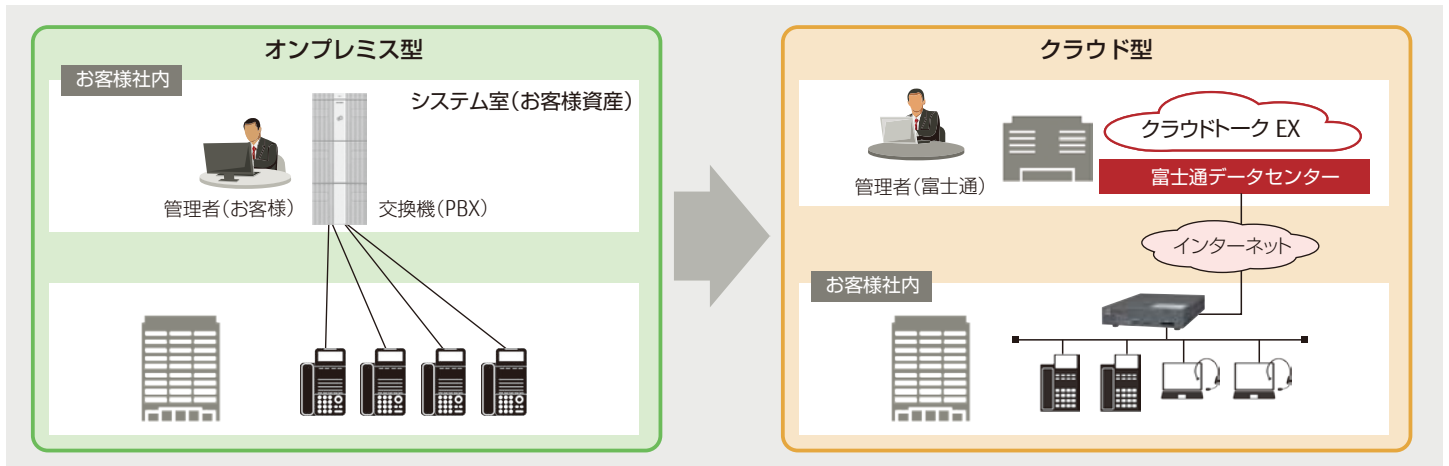 オンプレミス型
お客様社内
システム室(お客様資産)
管理者(お客様)
交換機(PBX)
クラウド型
クラウドトーク EX
富士通データセンター
管理者(富士通)
インターネット
お客様社内